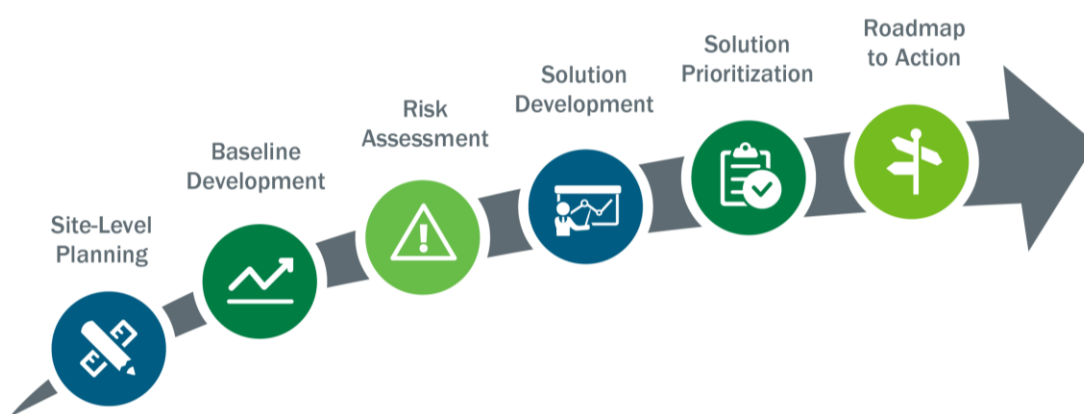 Site-Level
Planning
Baseline
Development
Risk
Assessment
Solution
Development
Solution
Prioritization
Roadmap
to Action